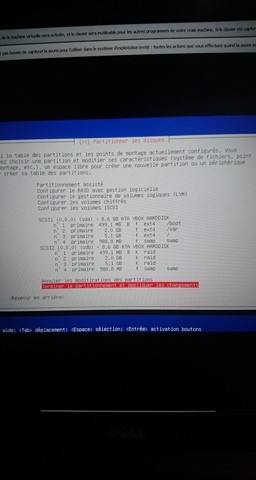 de la machine virtuelle sera activée, et le clavier sera inutilisable pour les autres programmes de votre vraie machine. Si le clavier est capturé
pas besoin de capturer la souris pour l'utiliser dans le système d'exploitation invité : toutes les actions que vous effectuez quand la souris
[!!] Partitionner les disques
i la table des partitions et les points de montage actuellement configurés. Vous
ez choisir une partition et modifier ses caractéristiques (système de fichiers, point
montage, etc.), un espace libre pour créer une nouvelle partition ou un périphérique
créer sa table des partitions.
Partitionnement assisté
Configurer le RAID avec gestion logicielle
Configurer le gestionnaire de volumes logiques (LVM)
Configurer les volumes chiffrés
Configurer les volumes iSCSI
SCSI1 (0,0,0) (sda) - 8.6 GB ATA VBOX HARDDISK
n° 1 primaire 499.1 MB B f ext4 /boot
n° 2 primaire 2.0 GB f ext4 /var
n° 3 primaire 5.1 GB f ext4 /
n° 4 primaire 988.8 MB f swap swap
SCSI2 (0,0,0) (sdb) - 8.6 GB ATA VBOX HARDDISK
n° 1 primaire 499.1 MB K raid
n° 2 primaire 2.0 GB K raid
n° 3 primaire 5.1 GB K raid
n° 4 primaire 988.8 MB f swap swap
Annuler les modifications des partitions
Terminer le partitionnement et appliquer les changements
<Revenir en arrière>
aide; <Tab> déplacement; <Espace> sélection; <Entrée> activation boutons
DELL